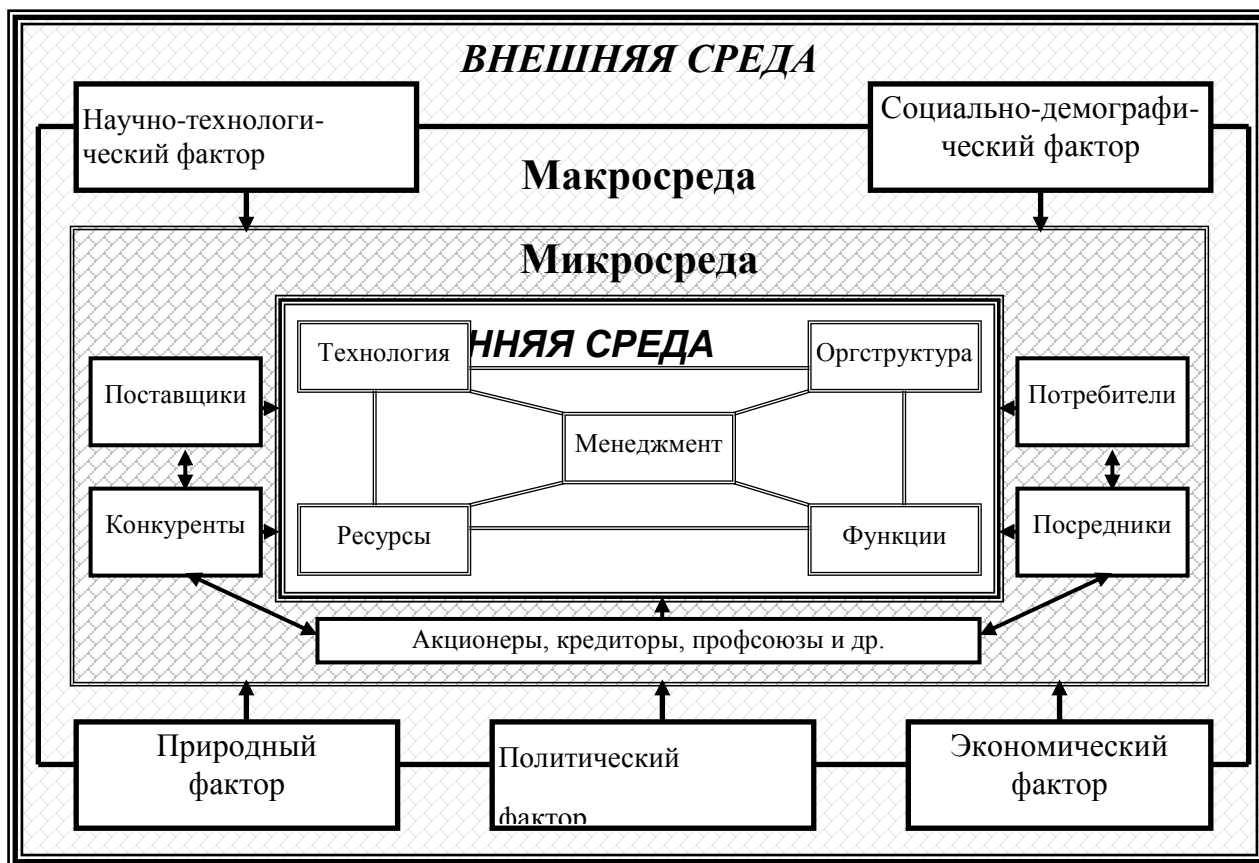 ВНЕШНЯЯ СРЕДА
Научно-технологи-
ческий фактор
Социально-демографи-
ческий фактор
Макросреда
Микросреда
ННЯЯ СРЕДА
Технология
Оргструктура
Поставщики
Потребители
Менеджмент
Конкуренты
Ресурсы
Функции
Посредники
Акционеры, кредиторы, профсоюзы и др.
Природный
фактор
Политический
фактор
Экономический
фактор